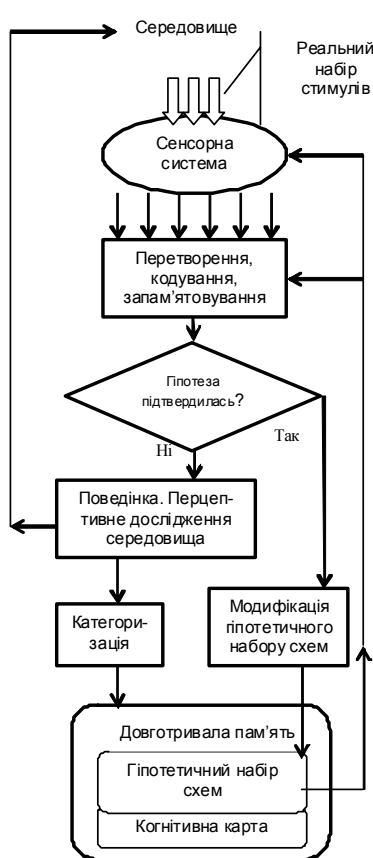 Середовище
Реальний
набір
стимулів
Сенсорна
система
Перетворення,
кодування,
запам'ятовування
Гіпотеза
підтвердилась?
Ні
Так
Поведінка. Перцеп-
тивне дослідження
середовища
Категори-
зація
Модифікація
гіпотетичного
набору схем
Довготривала пам'ять
Гіпотетичний набір
схем
Когнітивна карта